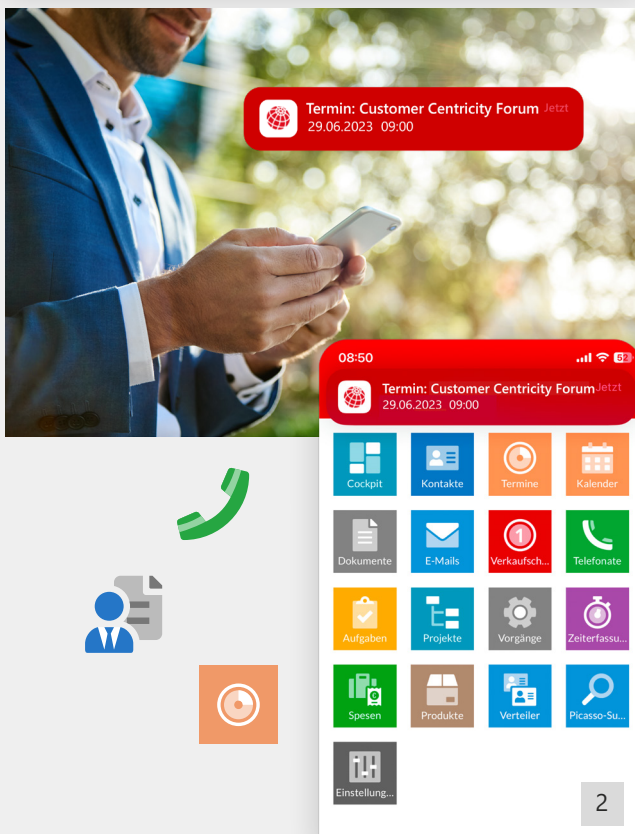 Termin: Customer Centricity Forum Jetzt
29.06.2023 09:00
08:50
52
Termin: Customer Centricity Forum Jetzt
29.06.2023 09:00
Cockpit
Kontakte
Termine
Kalender
Dokumente
E-Mails
Verkaufsch...
Telefonate
Aufgaben
Projekte
Vorgänge
Zeiterfassu...
Spesen
Produkte
Verteiler
Picasso-Su...
Einstellung...
2